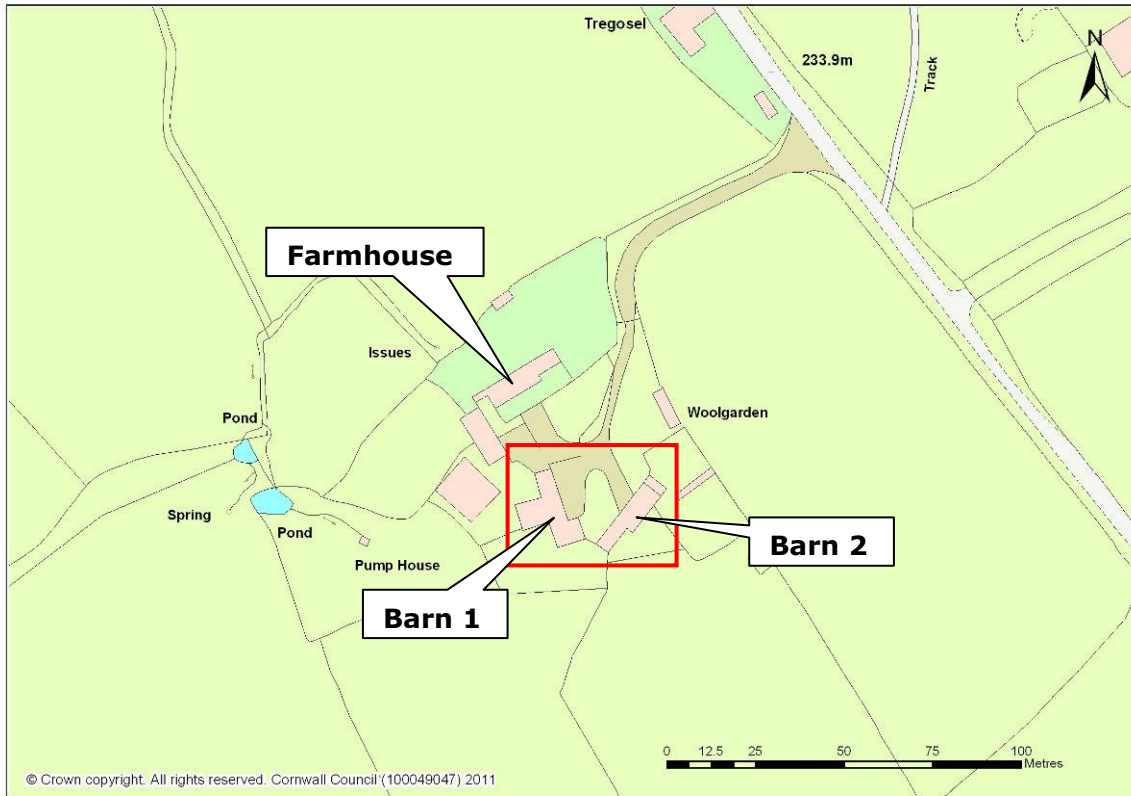 Tregosel
N
233.9m
Track
Farmhouse
Issues
Woolgarden
Pond
Spring
Pond
Barn 2
Pump House
Barn 1
0 12.5 25 50 75 100
Metres
© Crown copyright. All rights reserved. Cornwall Council (100049047) 2011